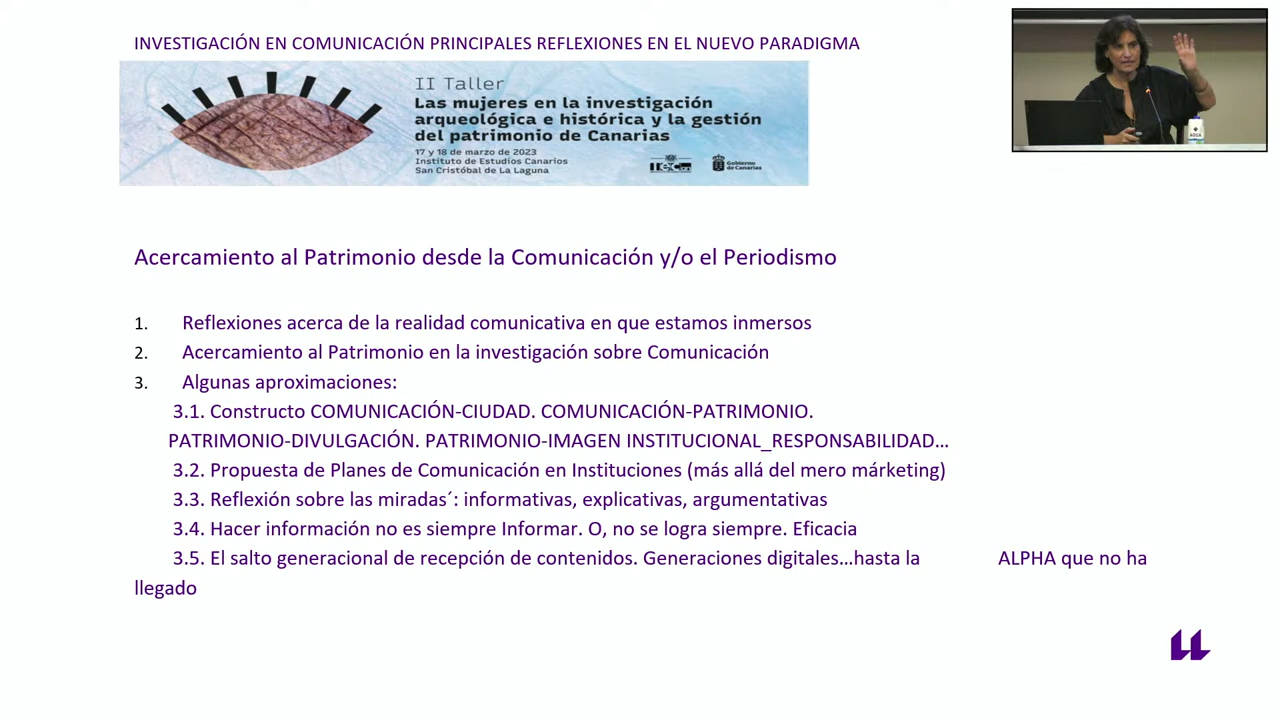 INVESTIGACIÓN EN COMUNICACIÓN PRINCIPALES REFLEXIONES EN EL NUEVO PARADIGMA
II Taller
Las mujeres en la investigación
arqueológica e histórica y la gestión
del patrimonio de Canarias
17 y 18 de marzo de 2023
Instituto de Estudios Canarios
San Cristóbal de La Laguna
Gobierno
de Canarias
AGUA
Acercamiento al Patrimonio desde la Comunicación y/o el Periodismo
1. Reflexiones acerca de la realidad comunicativa en que estamos inmersos
2. Acercamiento al Patrimonio en la investigación sobre Comunicación
3. Algunas aproximaciones:
3.1. Constructo COMUNICACIÓN-CIUDAD. COMUNICACIÓN-PATRIMONIO.
PATRIMONIO-DIVULGACIÓN. PATRIMONIO-IMAGEN INSTITUCIONAL_RESPONSABILIDAD…
3.2. Propuesta de Planes de Comunicación en Instituciones (más allá del mero márketing)
3.3. Reflexión sobre las miradas´: informativas, explicativas, argumentativas
3.4. Hacer información no es siempre Informar. O, no se logra siempre. Eficacia
3.5. El salto generacional de recepción de contenidos. Generaciones digitales…hasta la ALPHA que no ha
llegado